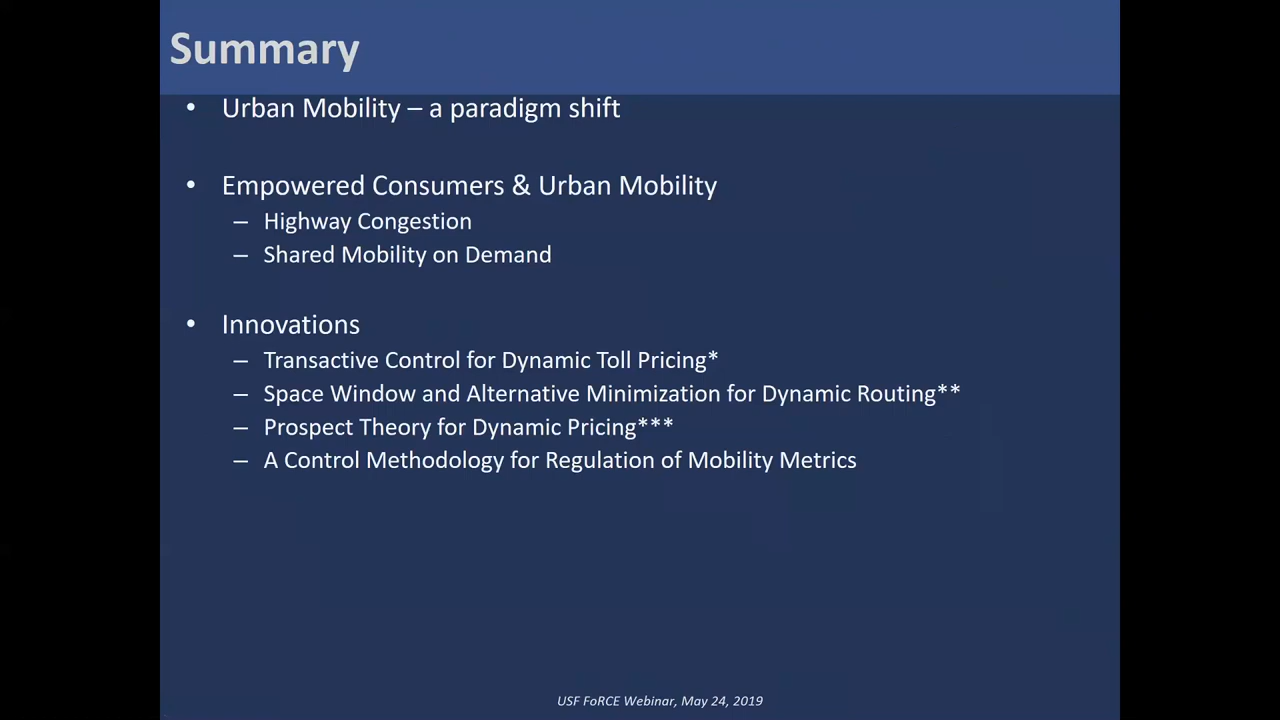 Summary
• Urban Mobility – a paradigm shift
• Empowered Consumers & Urban Mobility
– Highway Congestion
– Shared Mobility on Demand
• Innovations
– Transactive Control for Dynamic Toll Pricing*
– Space Window and Alternative Minimization for Dynamic Routing**
– Prospect Theory for Dynamic Pricing***
– A Control Methodology for Regulation of Mobility Metrics
USF FoRCE Webinar, May 24, 2019